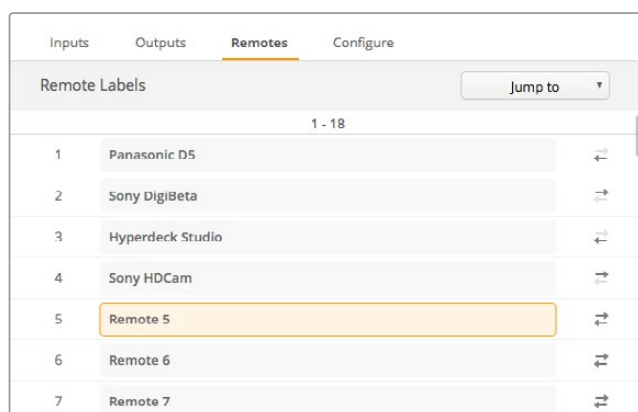 Inputs Outputs Remotes Configure
Remote Labels Jump to
1 - 18
1 Panasonic D5
2 Sony DigiBeta
3 Hyperdeck Studio
4 Sony HDCam
5 Remote 5
6 Remote 6
7 Remote 7